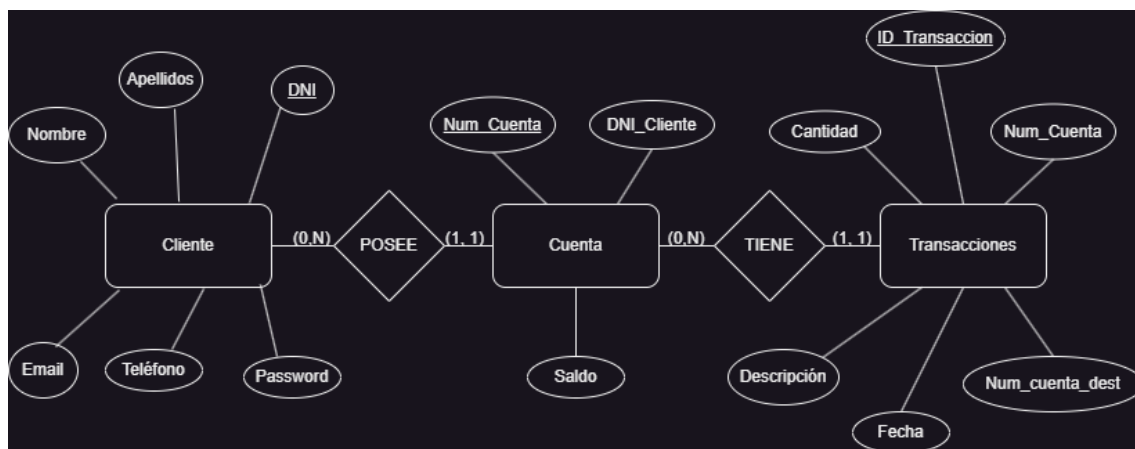 ID_Transaccion
Apellidos
DNI
Nombre
Num_Cuenta
DNI_Cliente
Cantidad
Num_Cuenta
Cliente
(0,N)
POSEE
(1, 1)
Cuenta
(0,N)
TIENE
(1, 1)
Transacciones
Email
Teléfono
Password
Saldo
Descripción
Num_cuenta_dest
Fecha